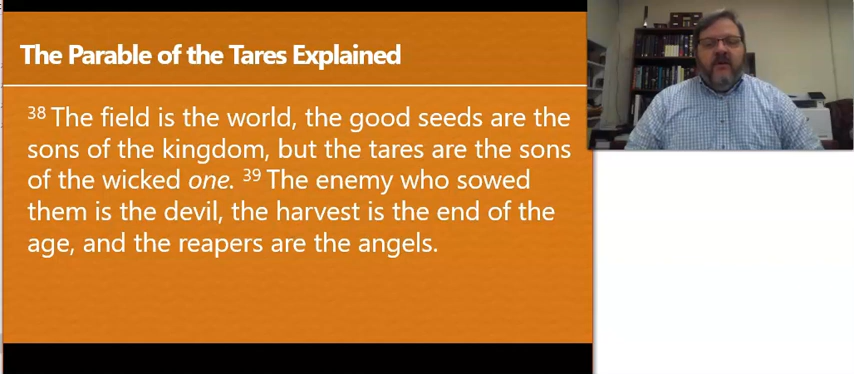 The Parable of the Tares Explained
38 The field is the world, the good seeds are the
sons of the kingdom, but the tares are the sons
of the wicked one. 39 The enemy who sowed
them is the devil, the harvest is the end of the
age, and the reapers are the angels.